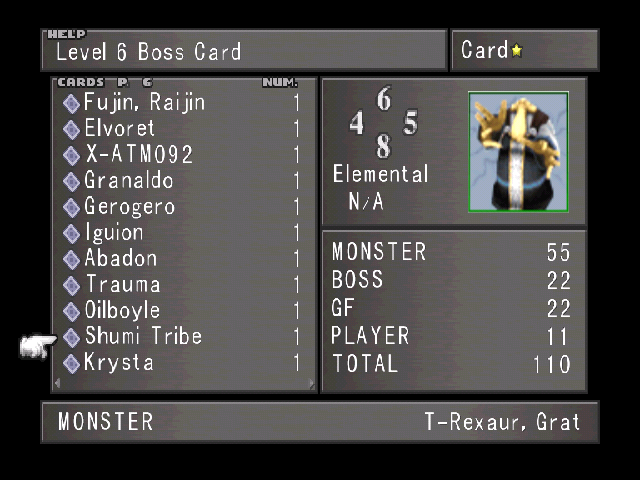 HELP
Level 6 Boss Card
Card★
CARDS P. 6 NUM.
Fujin, Raijin 1
Elvoret 1
X-ATM092 1
Granaldo 1
Gerogero 1
Iguion 1
Abadon 1
Trauma 1
Oilboyle 1
Shumi Tribe 1
Krysta 1
6
4 5
8
Elemental
N/A
MONSTER 55
BOSS 22
GF 22
PLAYER 11
TOTAL 110
MONSTER T-Rexaur, Grat